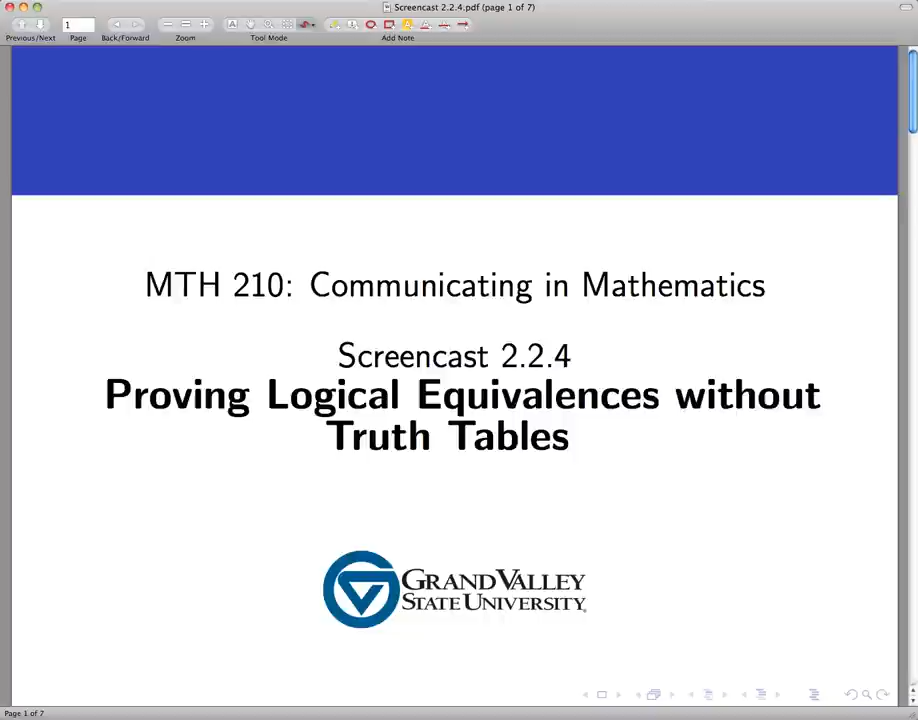 Screencast 2.2.4.pdf (page 1 of 7)
1
Previous/Next Page Back/Forward Zoom Tool Mode Add Note
MTH 210: Communicating in Mathematics
Screencast 2.2.4
Proving Logical Equivalences without
Truth Tables
GRAND VALLEY
STATE UNIVERSITY
Page 1 of 7